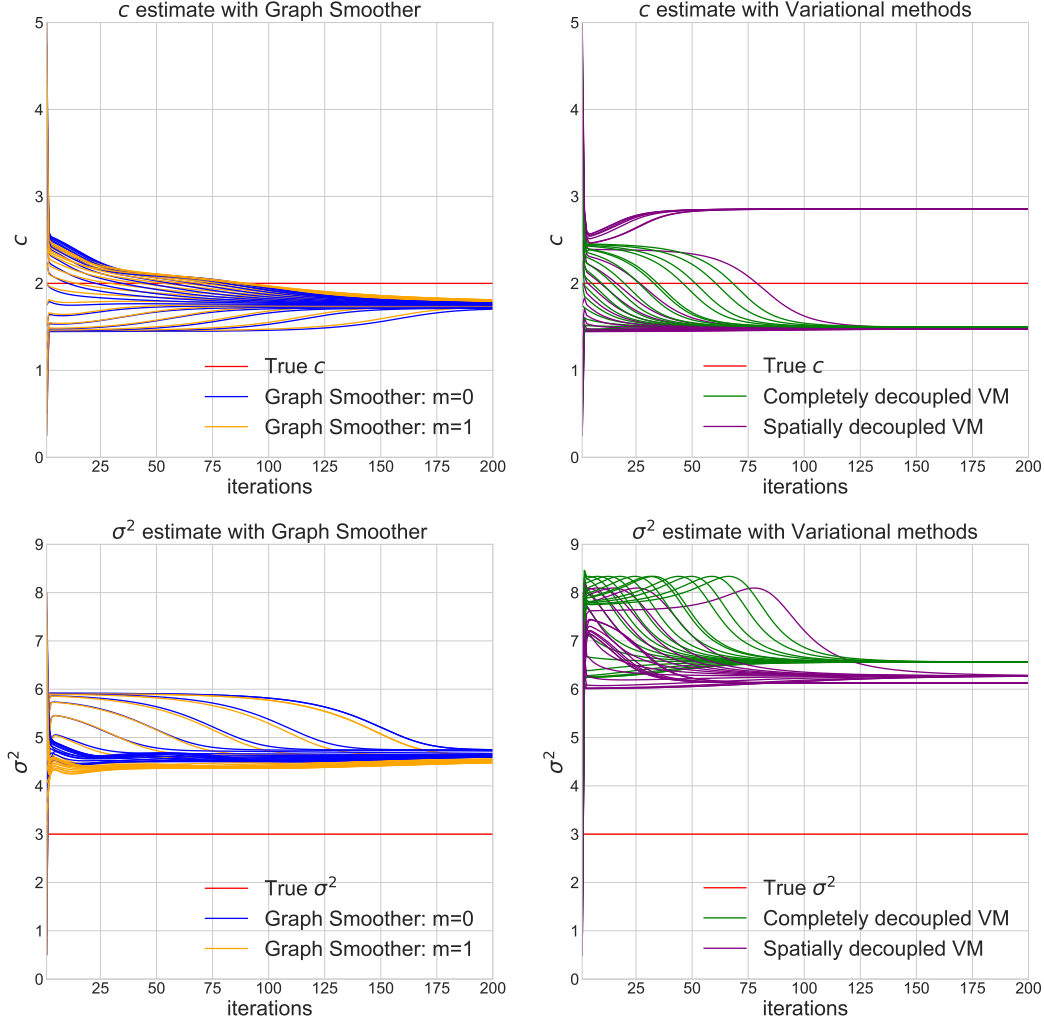 c estimate with Graph Smoother
5
4
3
2
1
0
c
25 50 75 100 125 150 175 200
iterations
True c
Graph Smoother: m=0
Graph Smoother: m=1
c estimate with Variational methods
5
4
3
2
1
0
c
25 50 75 100 125 150 175 200
iterations
True c
Completely decoupled VM
Spatially decoupled VM
σ² estimate with Graph Smoother
9
8
7
6
5
4
3
2
1
0
σ²
25 50 75 100 125 150 175 200
iterations
True σ²
Graph Smoother: m=0
Graph Smoother: m=1
σ² estimate with Variational methods
9
8
7
6
5
4
3
2
1
0
σ²
25 50 75 100 125 150 175 200
iterations
True σ²
Completely decoupled VM
Spatially decoupled VM